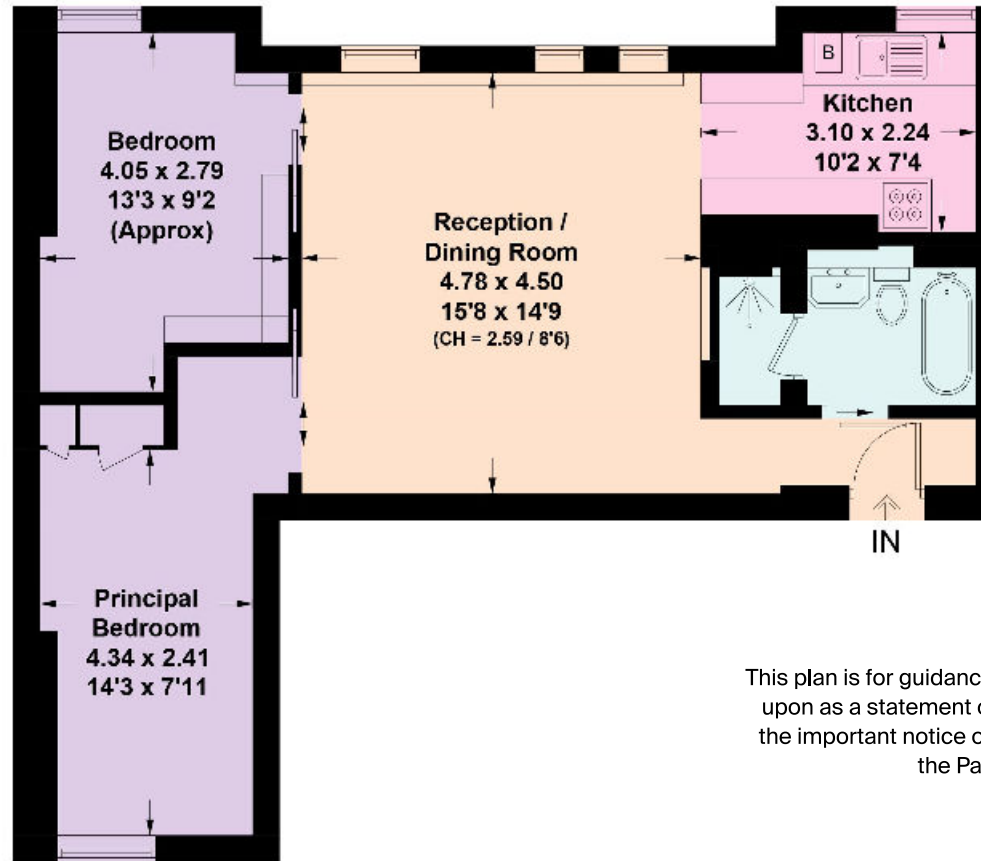 B
Kitchen
3.10 x 2.24
10'2 x 7'4
Bedroom
4.05 x 2.79
13'3 x 9'2
(Approx)
Reception /
Dining Room
4.78 x 4.50
15'8 x 14'9
(CH = 2.59 / 8'6)
IN
Principal
Bedroom
4.34 x 2.41
14'3 x 7'11
This plan is for guidanc
upon as a statement
the important notice
the Pa